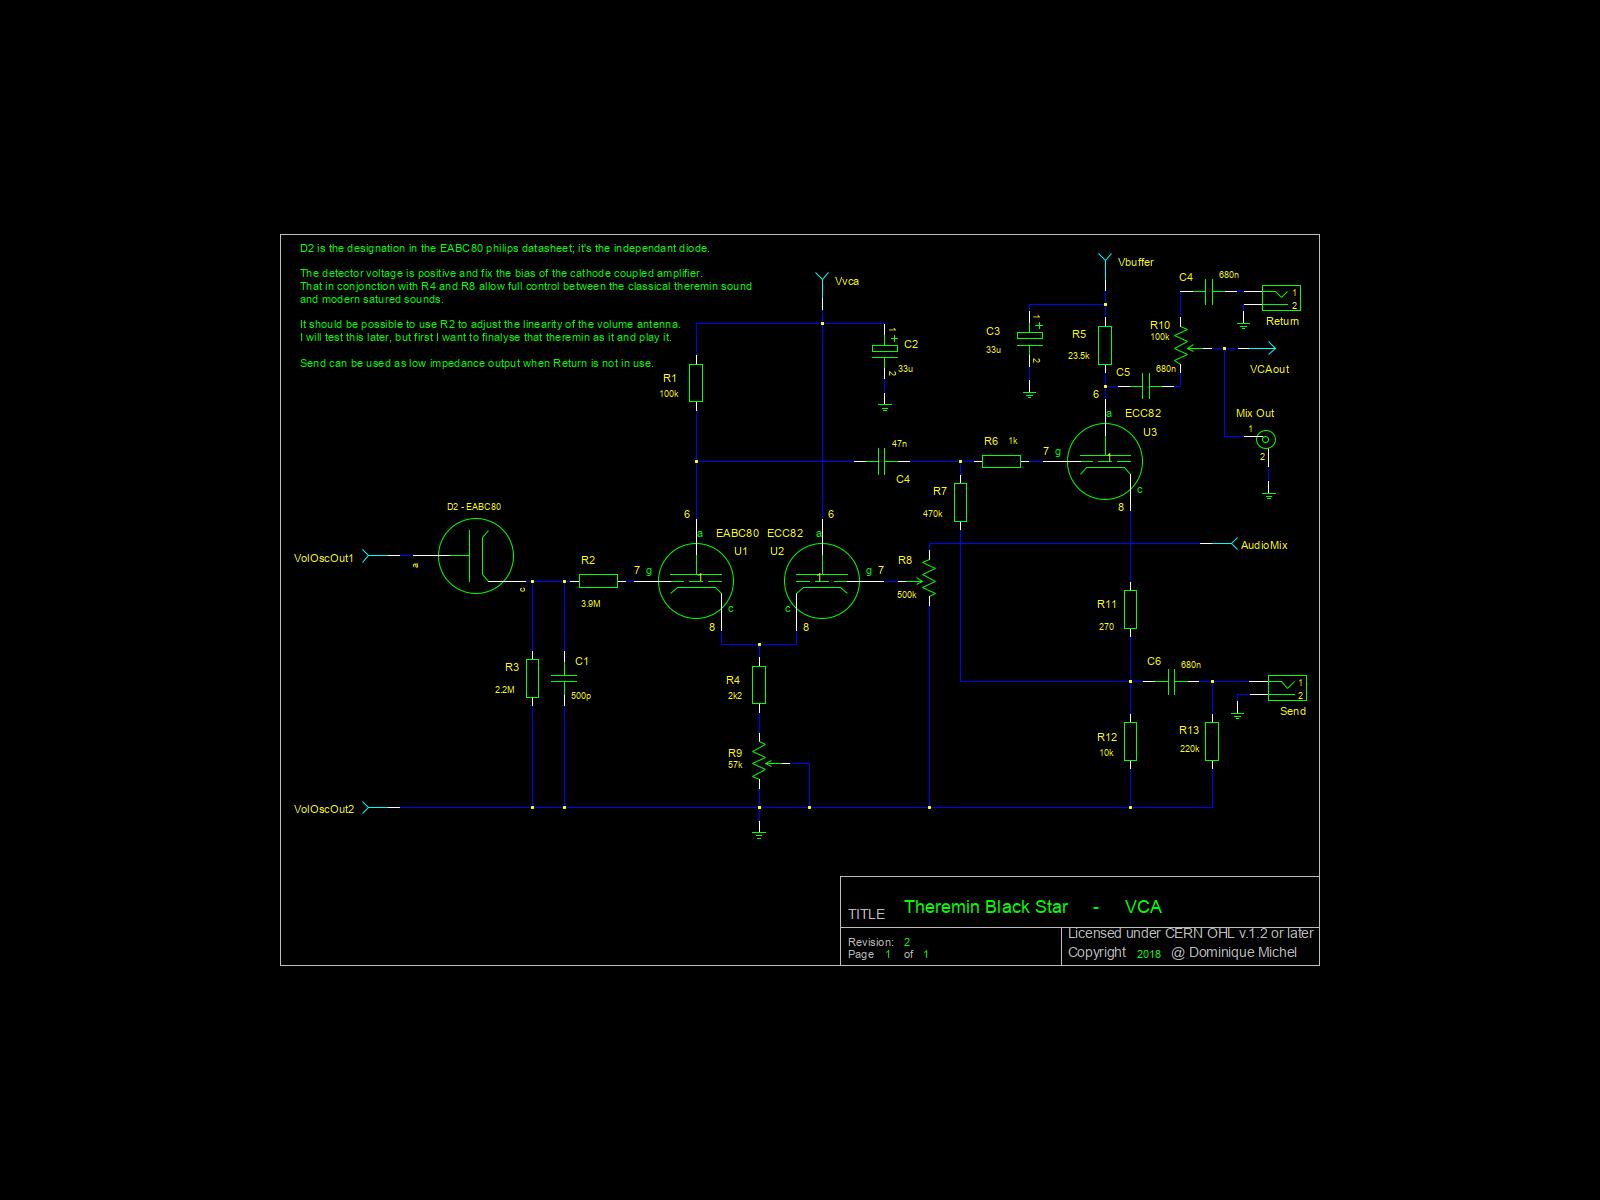 D2 is the designation in the EABC80 philips datasheet; it's the independant diode.
The detector voltage is positive and fix the bias of the cathode coupled amplifier.
That in conjonction with R4 and R8 allow full control between the classical theremin sound
and modern satured sounds.
It should be possible to use R2 to adjust the linearity of the volume antenna.
I will test this later, but first I want to finalyse that theremin as it and play it.
Send can be used as low impedance output when Return is not in use.
Vvca
Vbuffer
C4 680n
1
2
Return
1
+
C2
2
33u
1
+
C3
33u
2
R5
23.5k
R10
100k
VCAout
C5 680n
6
a ECC82
U3
Mix Out
1
2
R1
100k
47n
C4
R6 1k
7 g
1
c
8
R7
470k
D2 - EABC80
VolOscOut1
a
c
R2
3.9M
6
a EABC80
U1
7 g
1
c
8
6
ECC82 a
U2
g 7
1
c
8
R8
500k
AudioMix
R11
270
R3
2.2M
C1
500p
R4
2k2
R9
57k
C6 680n
1
2
Send
R12
10k
R13
220k
VolOscOut2
TITLE Theremin Black Star - VCA
Revision: 2
Page 1 of 1
Licensed under CERN OHL v.1.2 or later
Copyright 2018 @ Dominique Michel